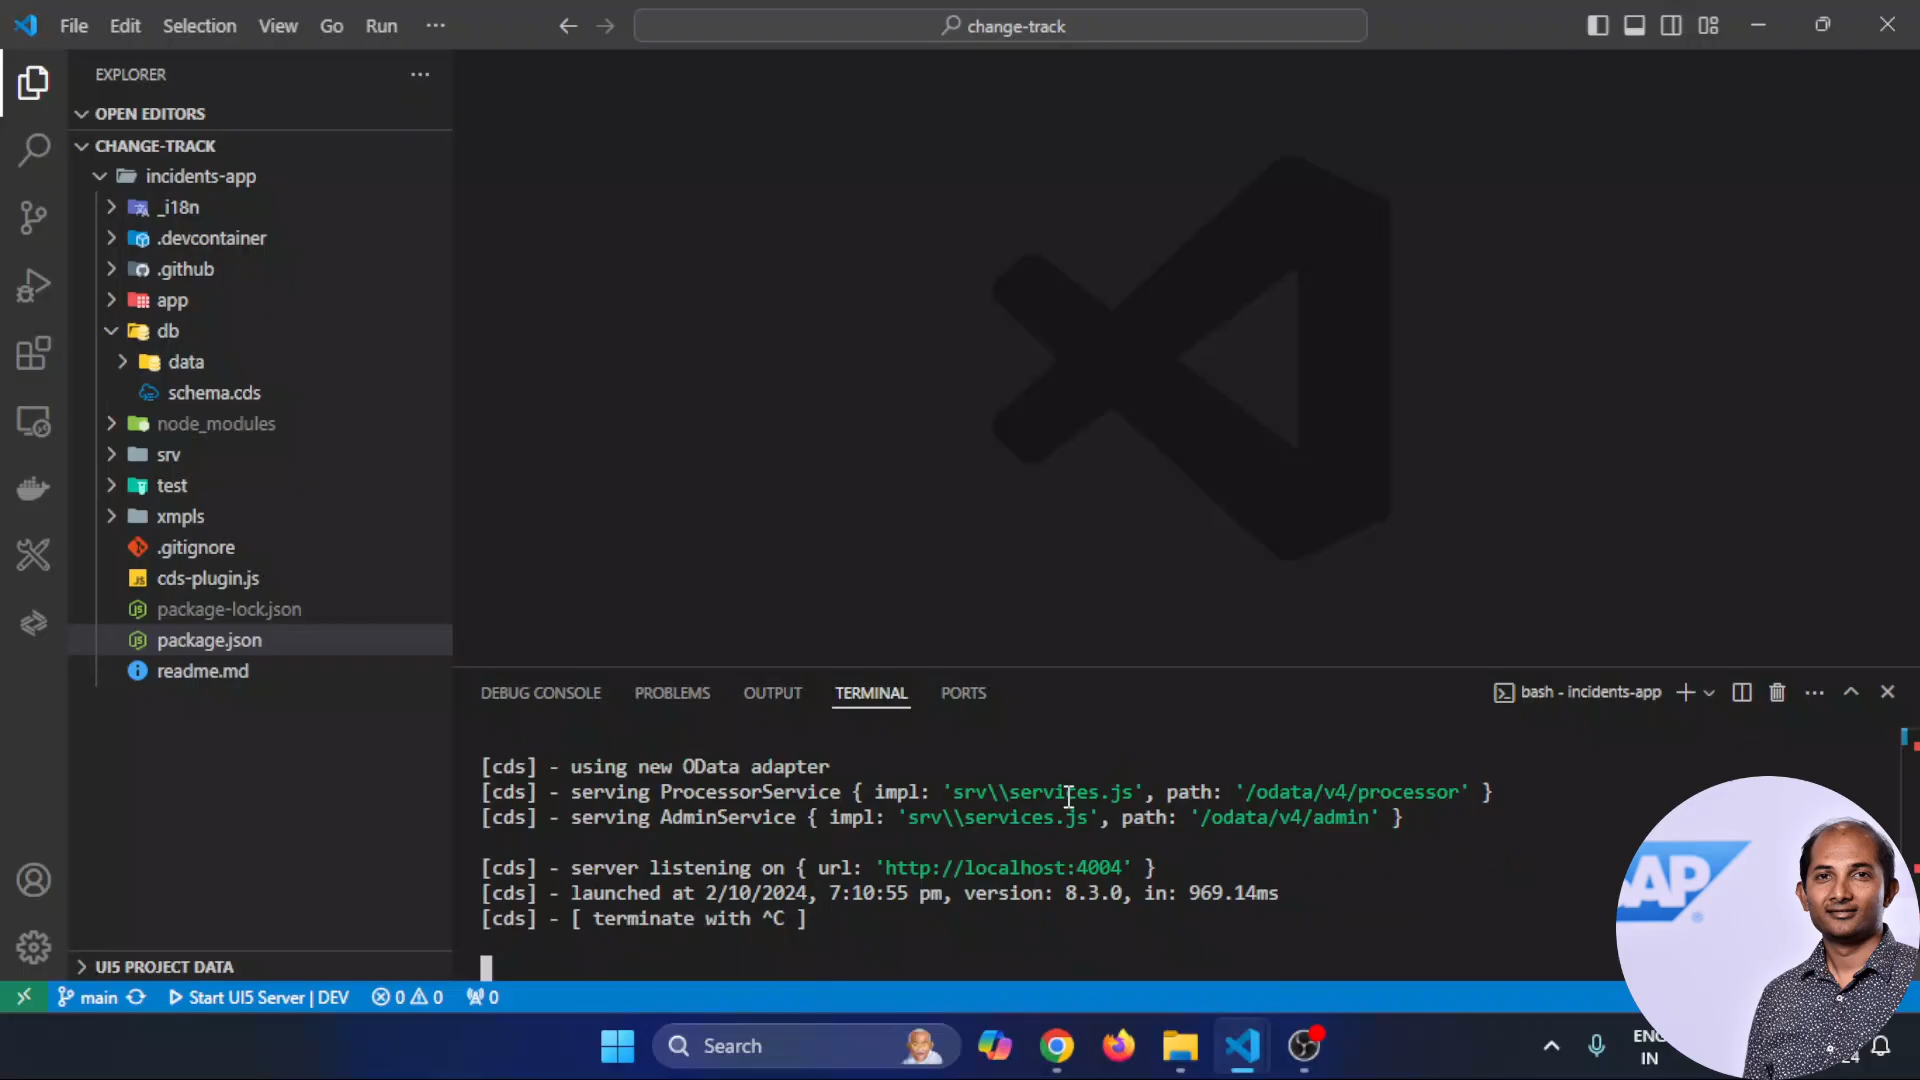 File Edit Selection View Go Run ···
change-track
EXPLORER
OPEN EDITORS
CHANGE-TRACK
incidents-app
_i18n
.devcontainer
.github
app
db
data
schema.cds
node_modules
srv
test
xmpls
.gitignore
JS cds-plugin.js
package-lock.json
package.json
readme.md
UI5 PROJECT DATA
DEBUG CONSOLE PROBLEMS OUTPUT TERMINAL PORTS
bash - incidents-app
[cds] - using new OData adapter
[cds] - serving ProcessorService { impl: 'srv\\services.js', path: '/odata/v4/processor' }
[cds] - serving AdminService { impl: 'srv\\services.js', path: '/odata/v4/admin' }
[cds] - server listening on { url: 'http://localhost:4004' }
[cds] - launched at 2/10/2024, 7:10:55 pm, version: 8.3.0, in: 969.14ms
[cds] - [ terminate with ^C ]
main Start UI5 Server | DEV 0 0 0
Search
ENG
IN